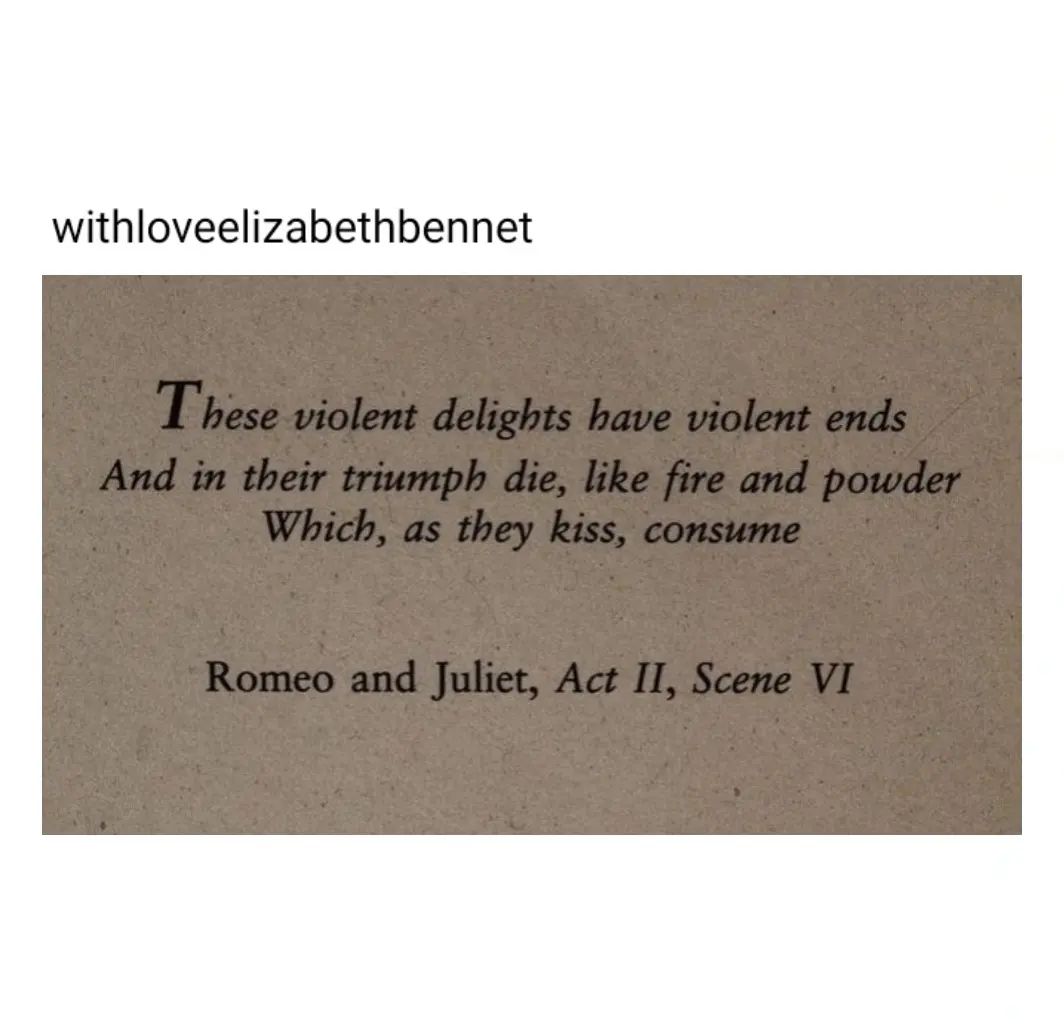 withloveelizabethbennet
These violent delights have violent ends
And in their triumph die, like fire and powder
Which, as they kiss, consume
Romeo and Juliet, Act II, Scene VI